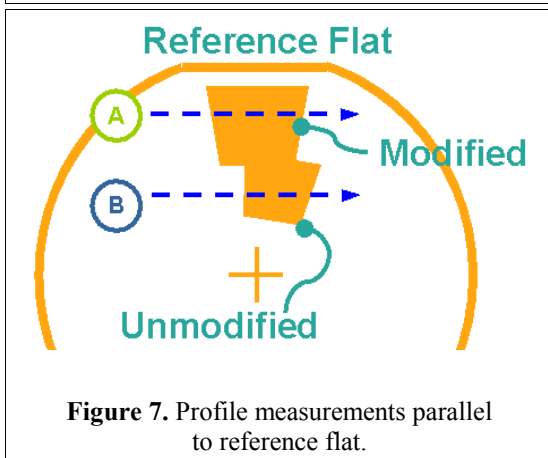 Reference Flat
A
Modified
B
Unmodified
Figure 7. Profile measurements parallel
to reference flat.